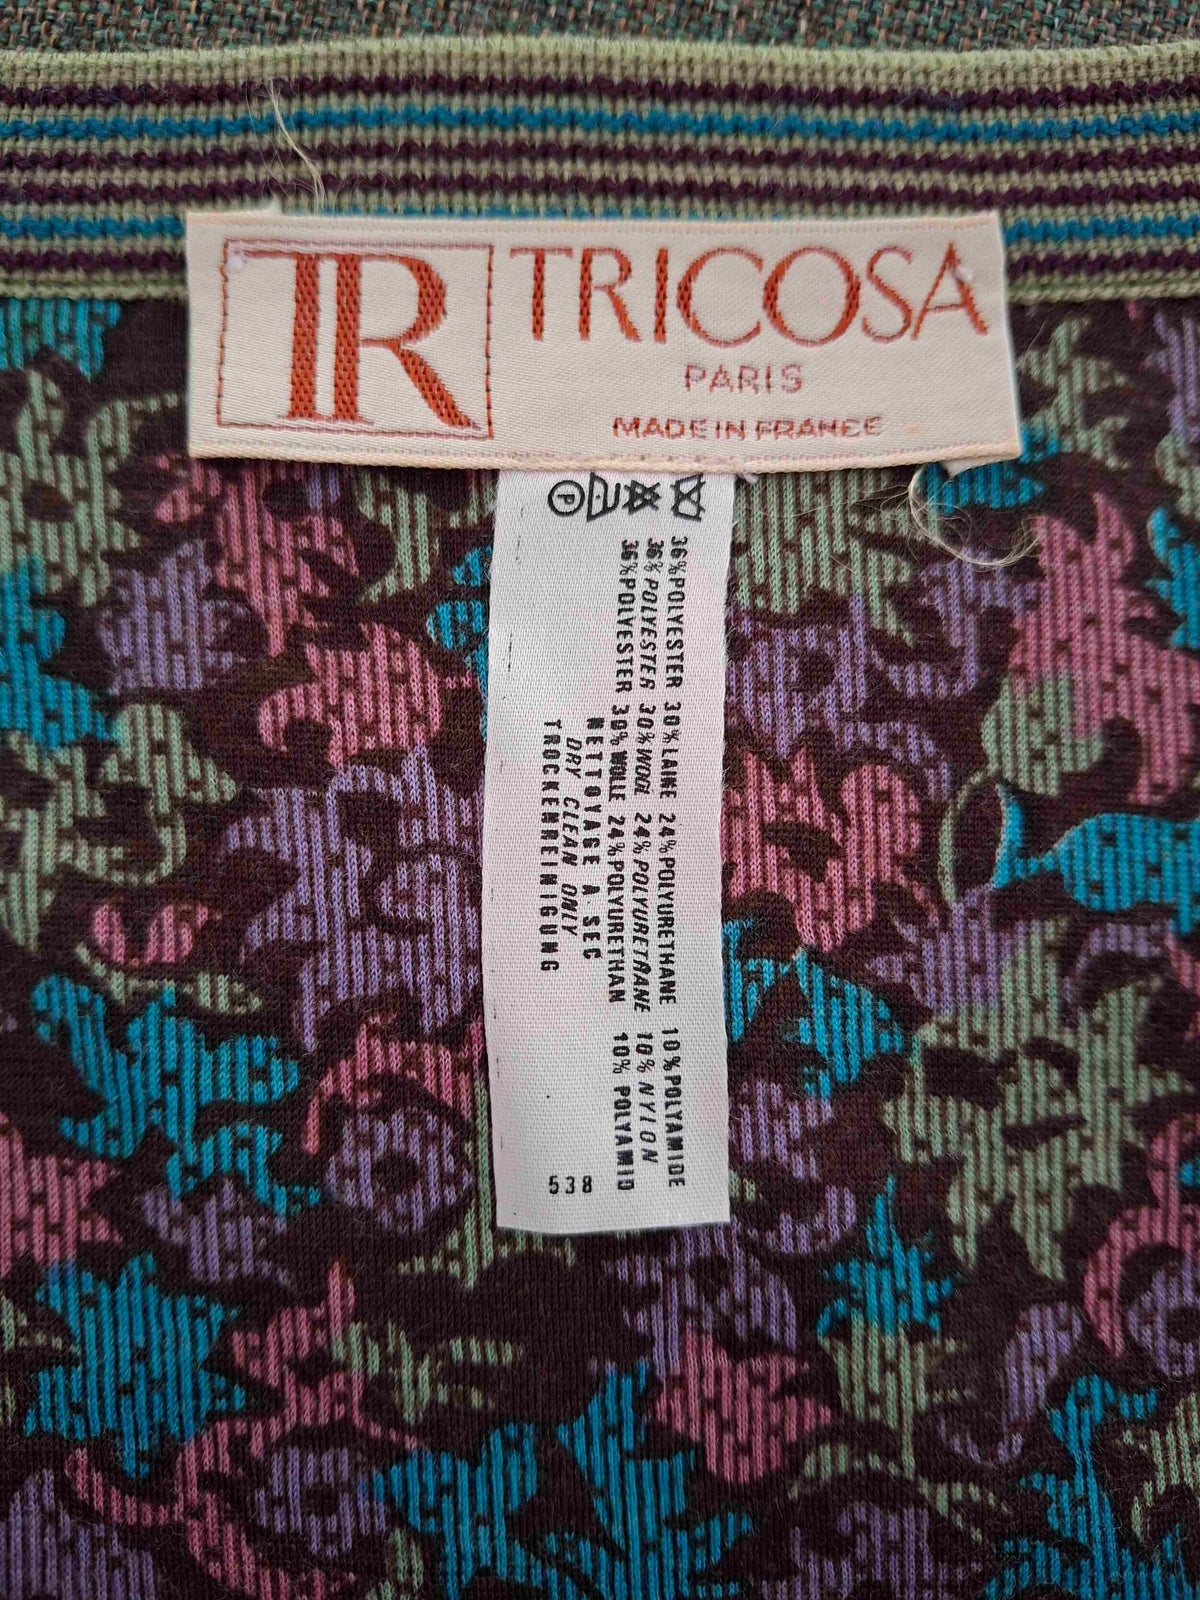 TR
TRICOSA
PARIS
MADE IN FRANCE
P
36% POLYESTER 30% LAINE 24% POLYURETHANE 10% POLYAMIDE
36% POLYESTER 30% WOOL 24% POLYURETANE 10% NYLON
36% POLYESTER 30% WOLLE 24% POLYURETHAN 10% POLYAMID
NETTOYAGE A SEC
DRY CLEAN ONLY
TROCKENREINIGUNG
538